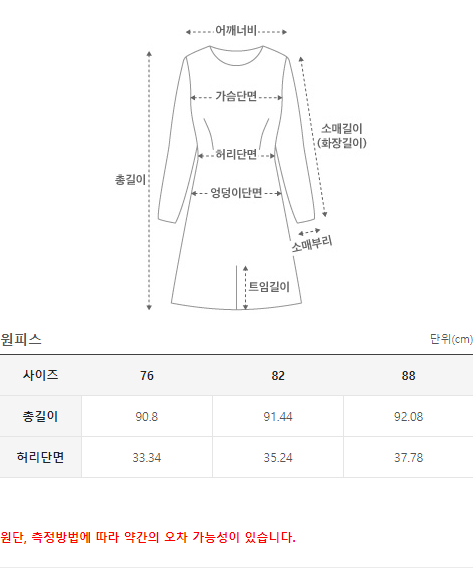 어깨너비
가슴단면
소매길이
(화장길이)
허리단면
총길이
엉덩이단면
소매부리
트임길이
원피스 단위(cm)
사이즈 76 82 88
총길이 90.8 91.44 92.08
허리단면 33.34 35.24 37.78
원단, 측정방법에 따라 약간의 오차 가능성이 있습니다.